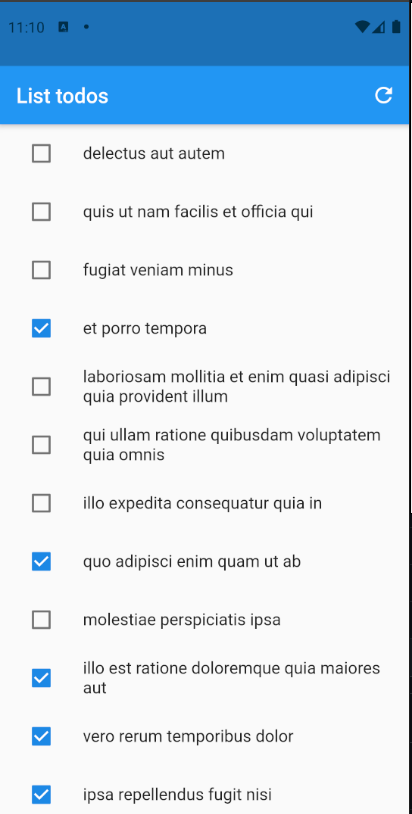 11:10
List todos
delectus aut autem
quis ut nam facilis et officia qui
fugiat veniam minus
et porro tempora
laboriosam mollitia et enim quasi adipisci
quia provident illum
qui ullam ratione quibusdam voluptatem
quia omnis
illo expedita consequatur quia in
quo adipisci enim quam ut ab
molestiae perspiciatis ipsa
illo est ratione doloremque quia maiores
aut
vero rerum temporibus dolor
ipsa repellendus fugit nisi